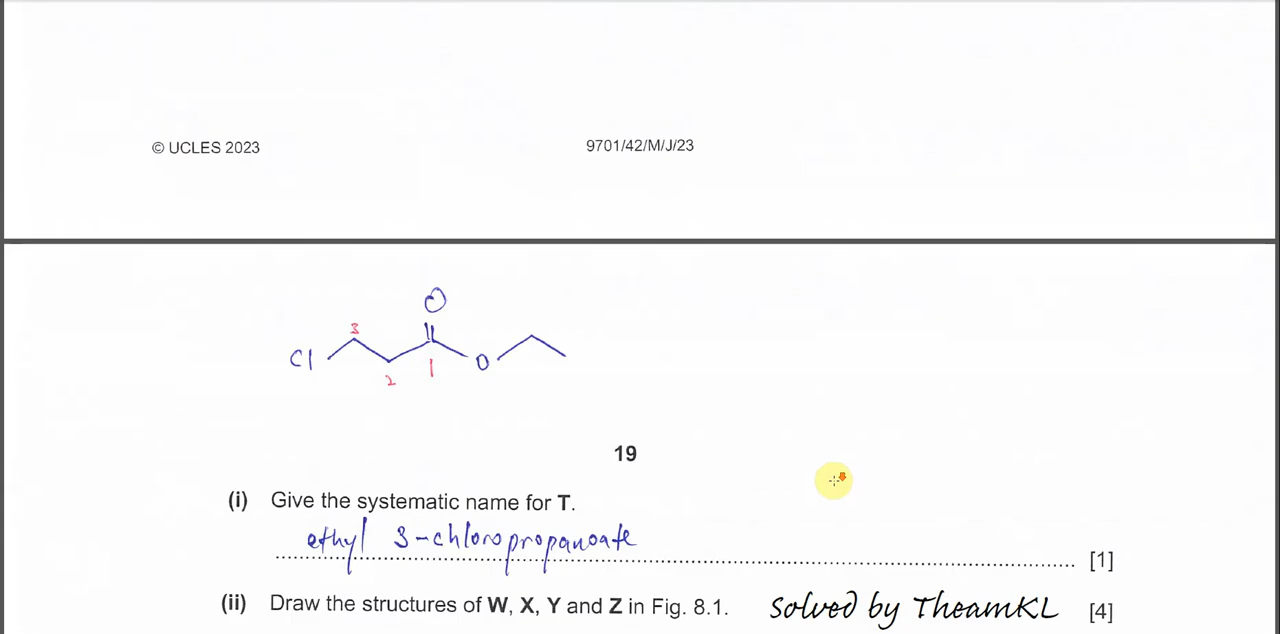 © UCLES 2023 9701/42/M/J/23
O
3
Cl O
2 1
19
(i) Give the systematic name for T.
ethyl 3-chloropropanoate
[1]
(ii) Draw the structures of W, X, Y and Z in Fig. 8.1. Solved by TheamKL [4]